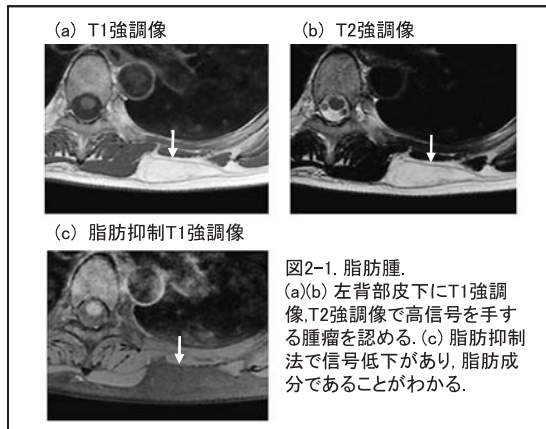 (a) T1強調像
(b) T2強調像
(c) 脂肪抑制T1強調像
図2-1. 脂肪腫.
(a)(b) 左背部皮下にT1強調
像,T2強調像で高信号を手す
る腫瘤を認める. (c) 脂肪抑制
法で信号低下があり, 脂肪成
分であることがわかる.